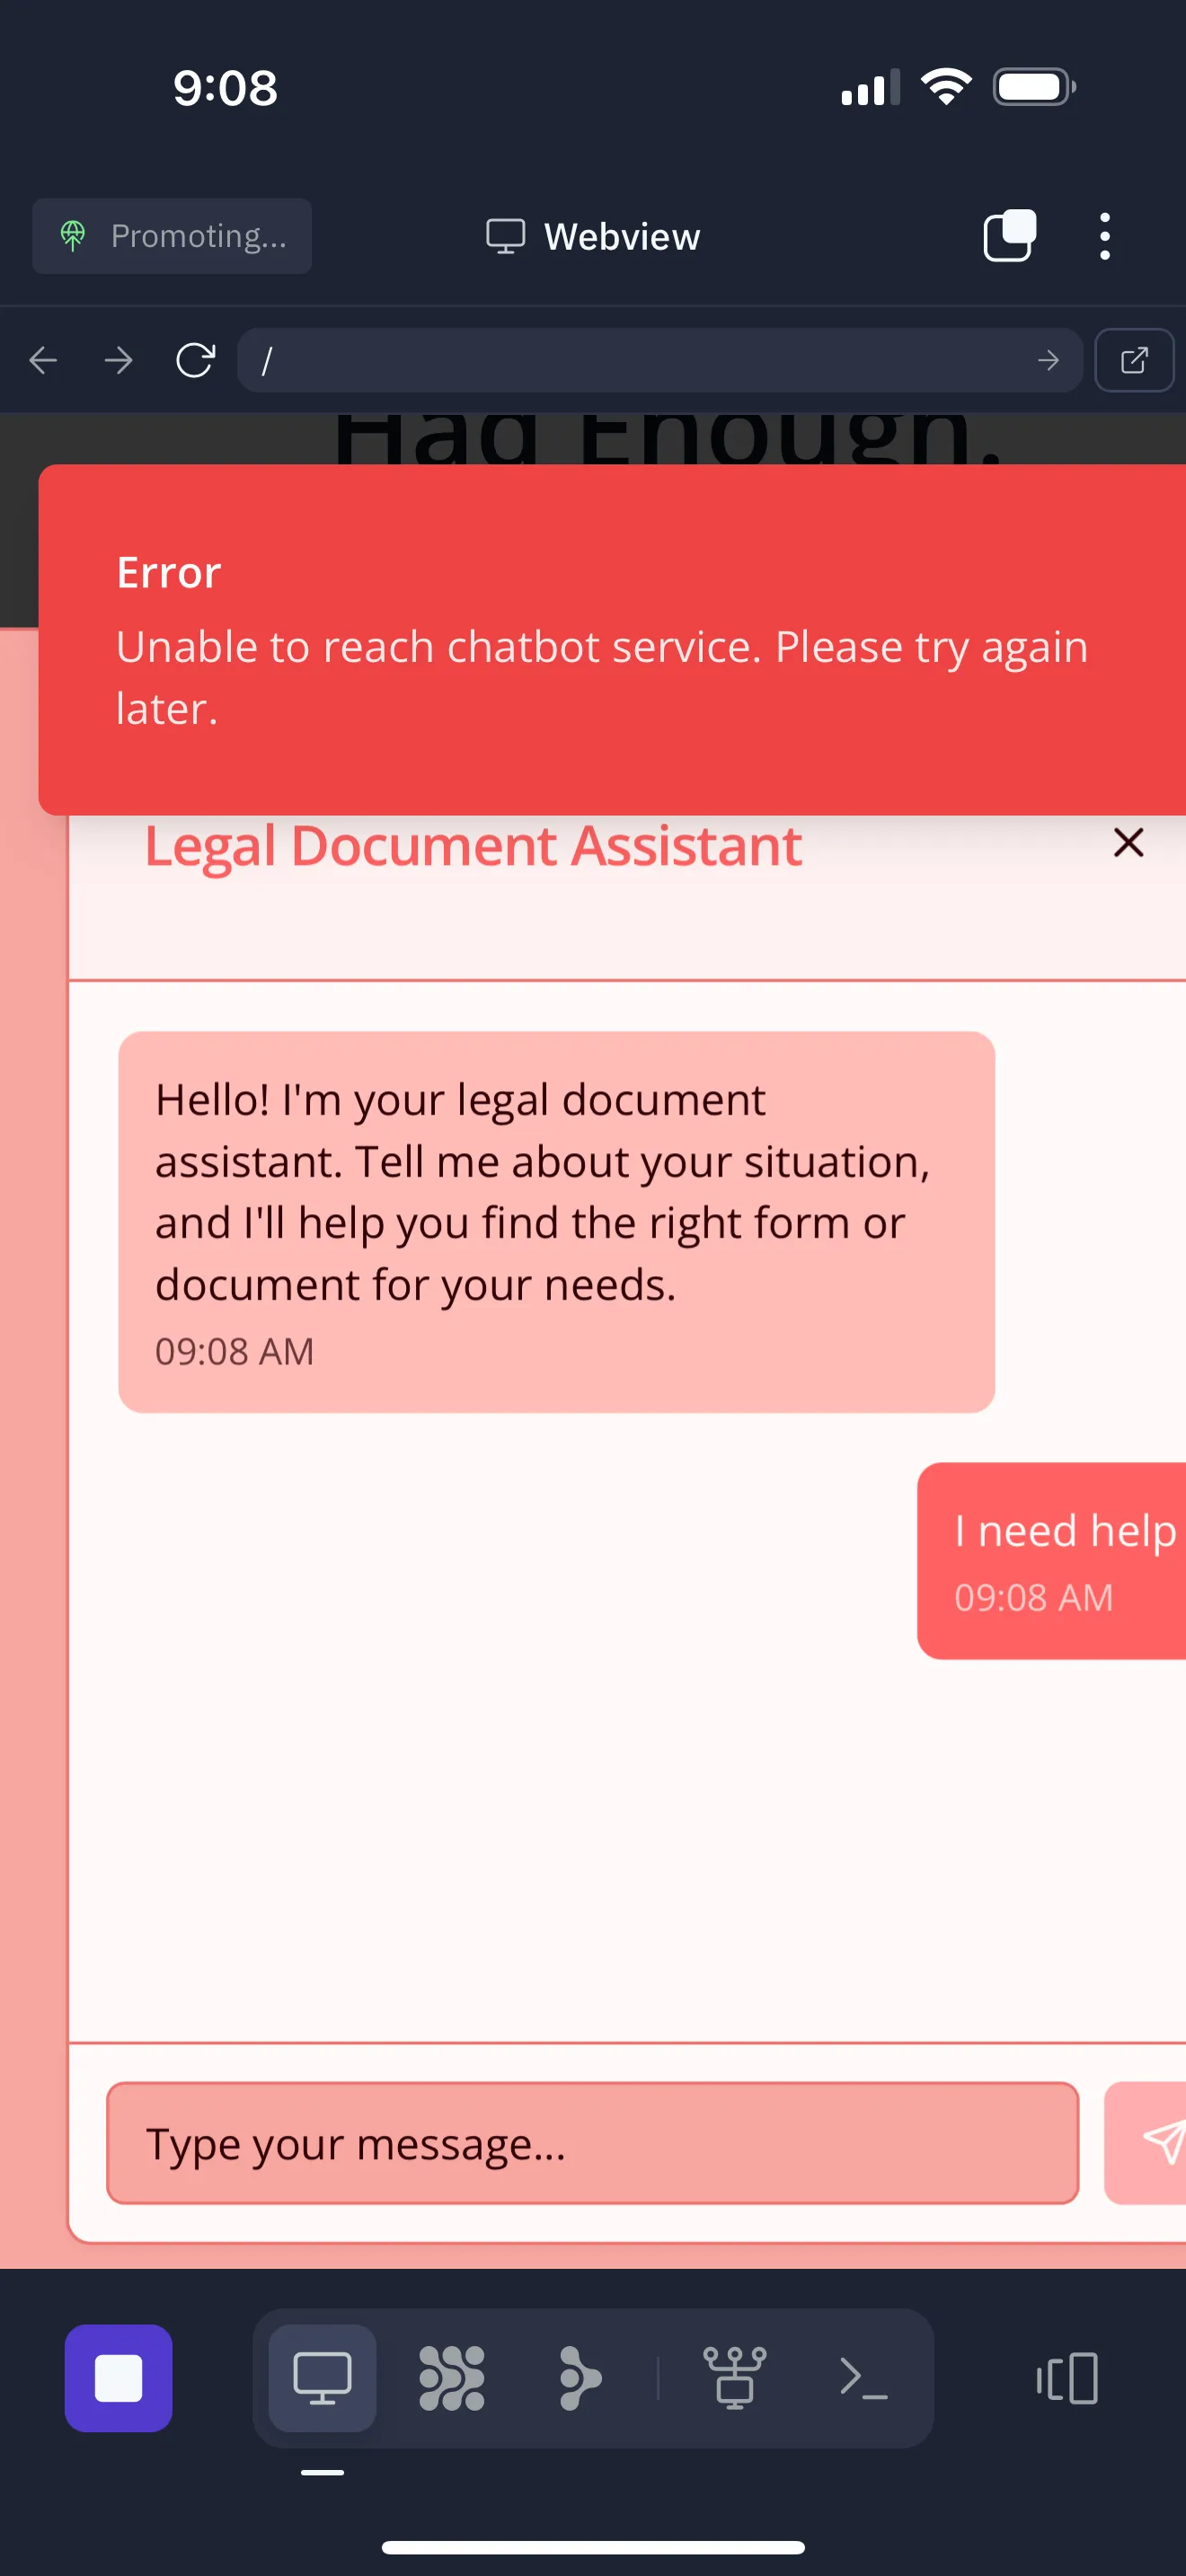 9:08
Promoting...
Webview
/
Had Enough.
Error
Unable to reach chatbot service. Please try again
later.
Legal Document Assistant
Hello! I'm your legal document
assistant. Tell me about your situation,
and I'll help you find the right form or
document for your needs.
09:08 AM
I need help
09:08 AM
Type your message...